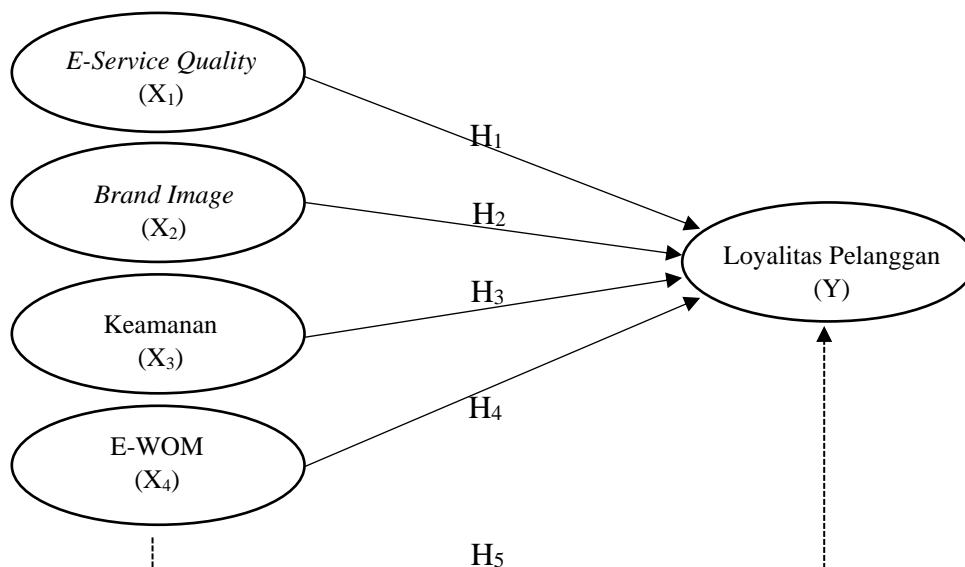 E-Service Quality
(X₁)
H₁
Brand Image
(X₂)
H₂
Loyalitas Pelanggan
(Y)
Keamanan
(X₃)
H₃
E-WOM
(X₄)
H₄
H₅